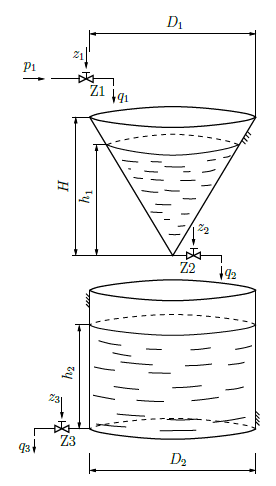 D₁
z₁
p₁
Z1
q₁
H
h₁
z₂
Z2
q₂
h₂
z₃
Z3
q₃
D₂